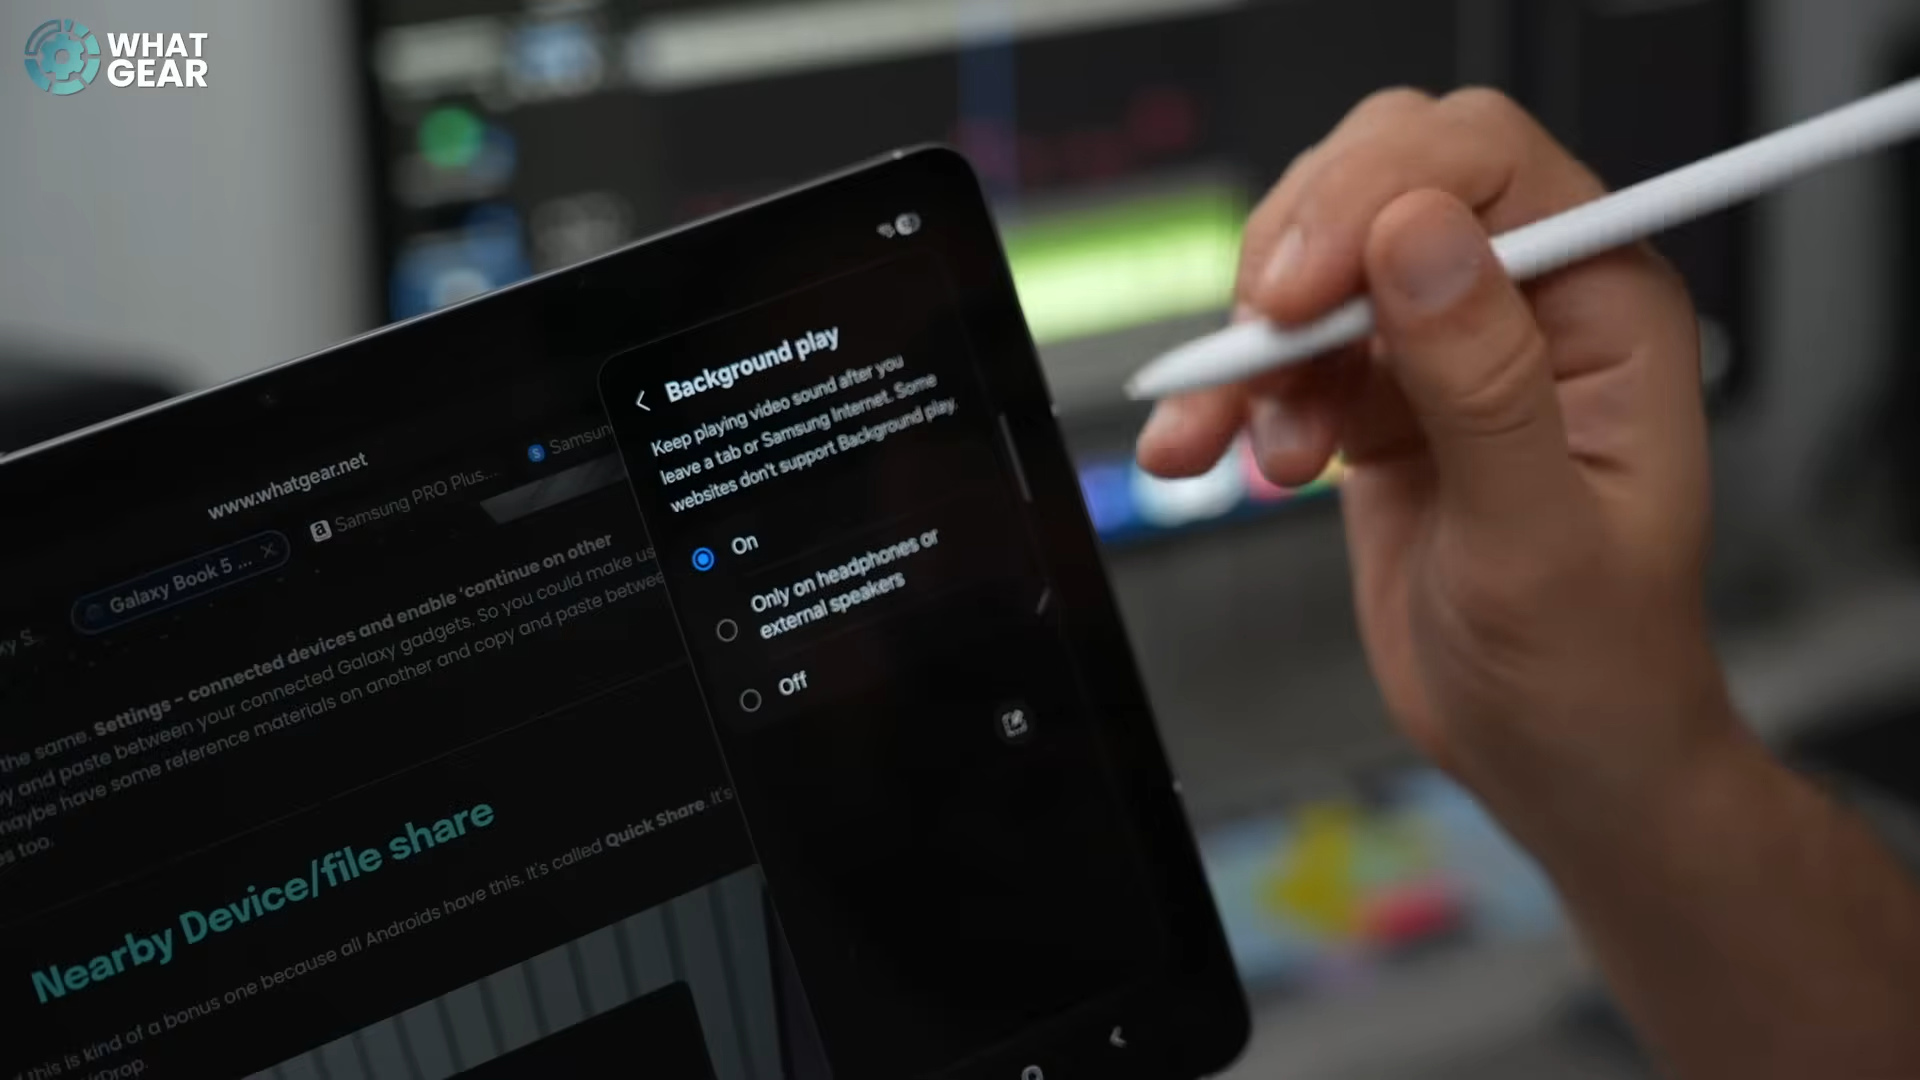 WHAT
GEAR
www.whatgear.net
Galaxy Book 5 ...
Samsung PRO Plus...
Samsung
Background play
Keep playing video sound after you
leave a tab or Samsung Internet. Some
websites don't support Background play.
On
Only on headphones or
external speakers
Off
the same. Settings - connected devices and enable 'continue on other
and paste between your connected Galaxy gadgets. So you could make us
maybe have some reference materials on another and copy and paste betwee
too.
Nearby Device/file share
this is kind of a bonus one because all Androids have this. It's called Quick Share. It's